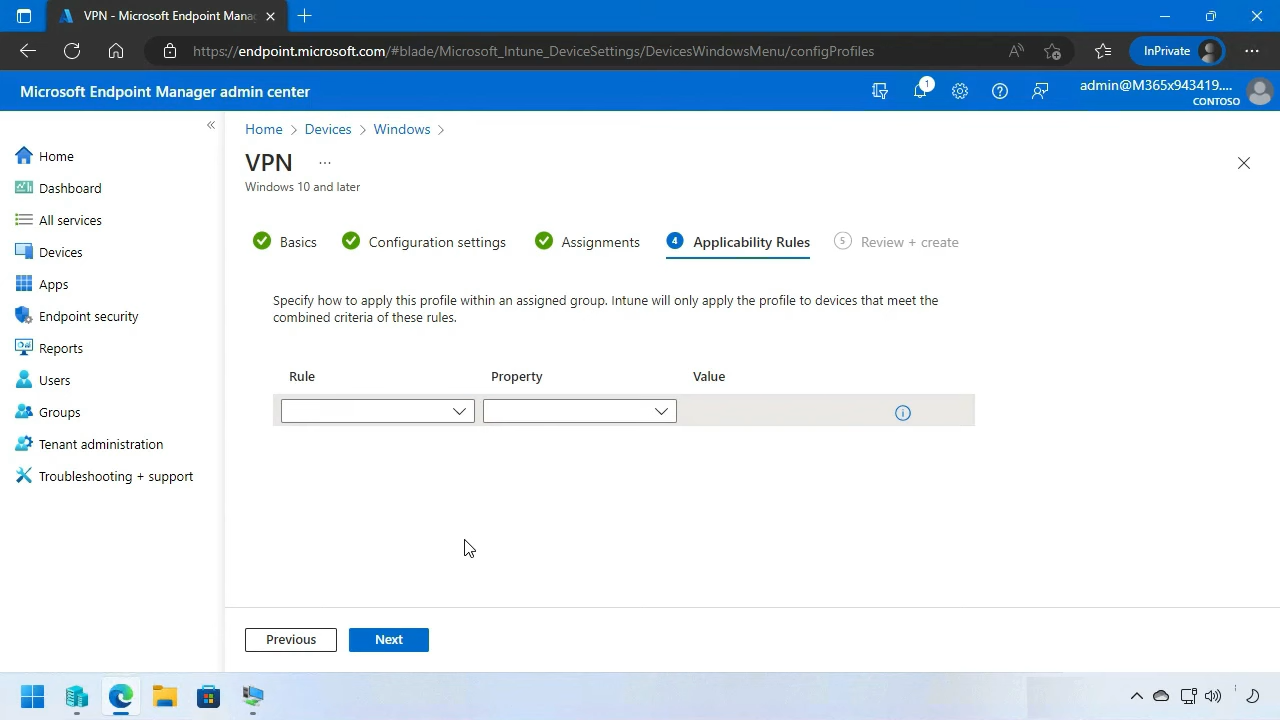 VPN - Microsoft Endpoint Mana
https://endpoint.microsoft.com/#blade/Microsoft_Intune_DeviceSettings/DevicesWindowsMenu/configProfiles
InPrivate
Microsoft Endpoint Manager admin center
1
admin@M365x943419....
CONTOSO
Home
Dashboard
All services
Devices
Apps
Endpoint security
Reports
Users
Groups
Tenant administration
Troubleshooting + support
Home > Devices > Windows >
VPN ...
Windows 10 and later
Basics
Configuration settings
Assignments
4 Applicability Rules
5 Review + create
Specify how to apply this profile within an assigned group. Intune will only apply the profile to devices that meet the
combined criteria of these rules.
Rule Property Value
Previous
Next